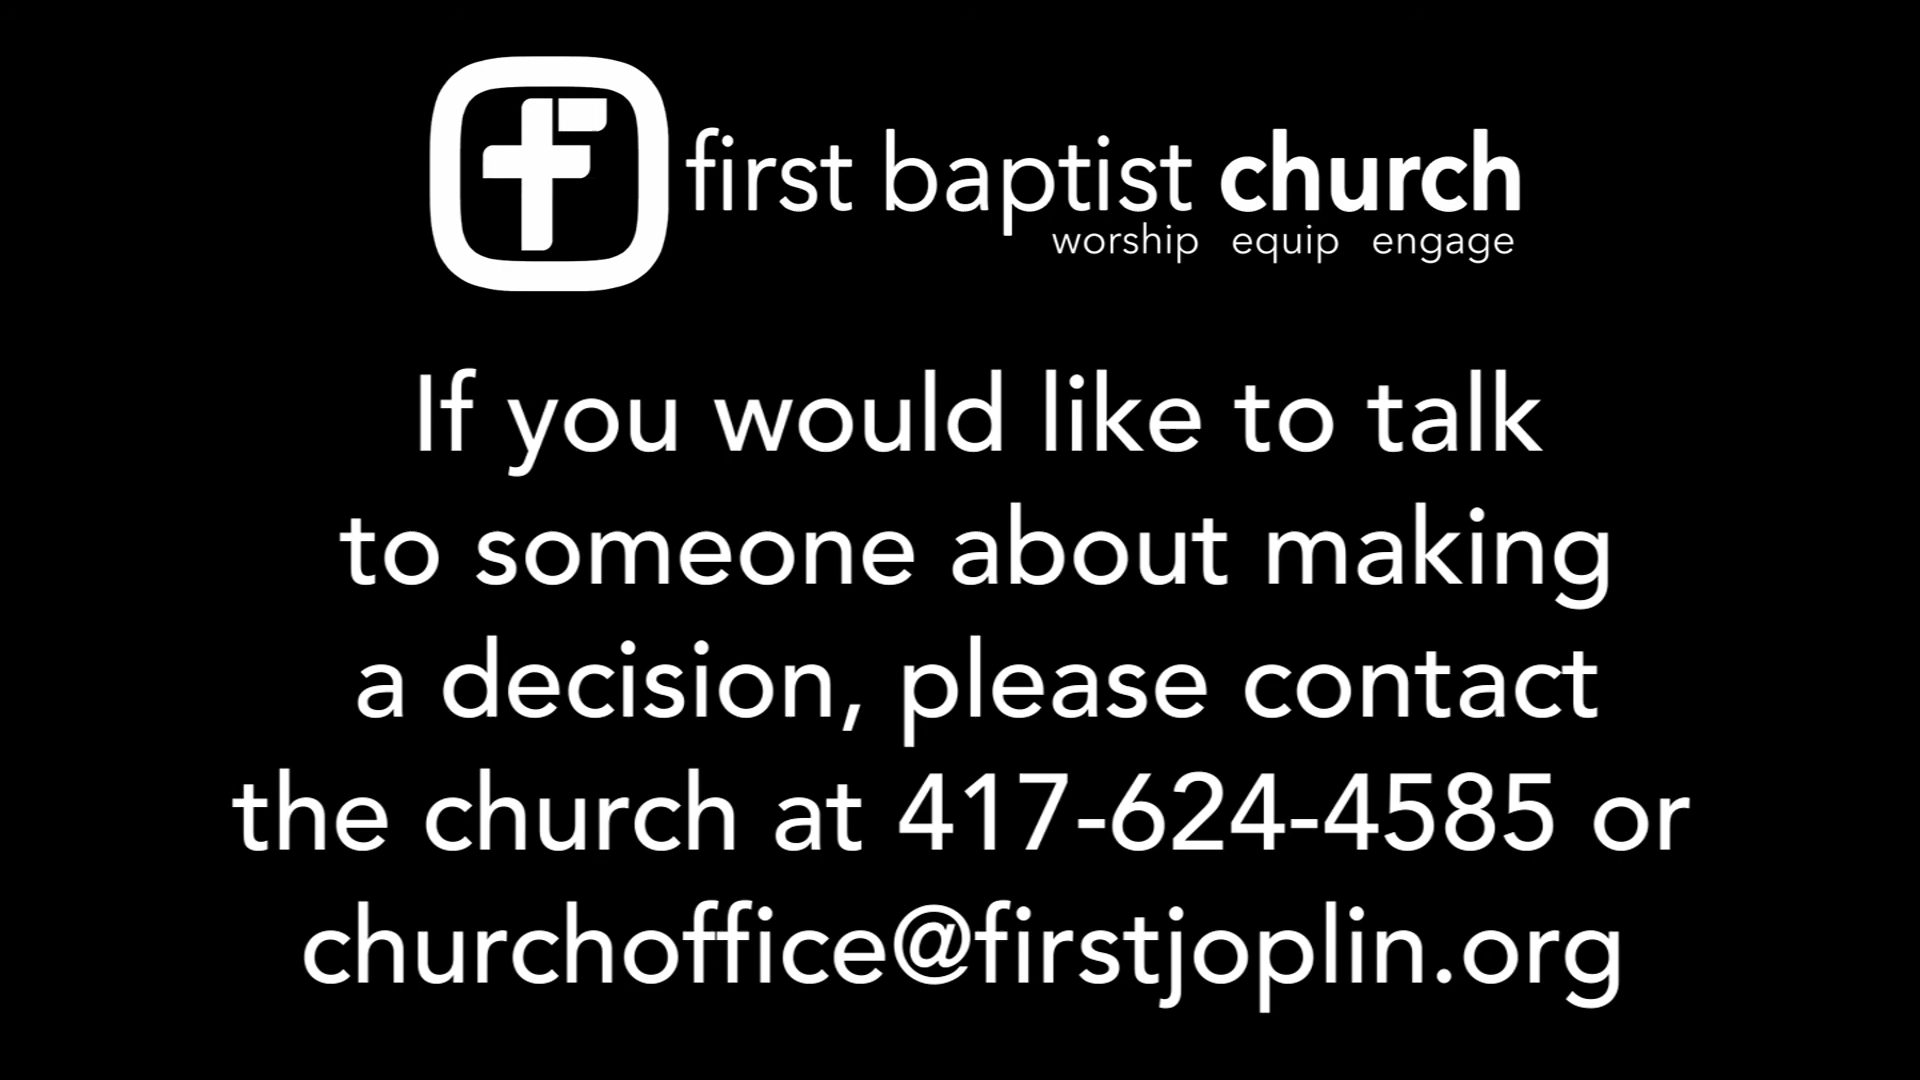 first baptist church
worship equip engage
If you would like to talk
to someone about making
a decision, please contact
the church at 417-624-4585 or
churchoffice@firstjoplin.org